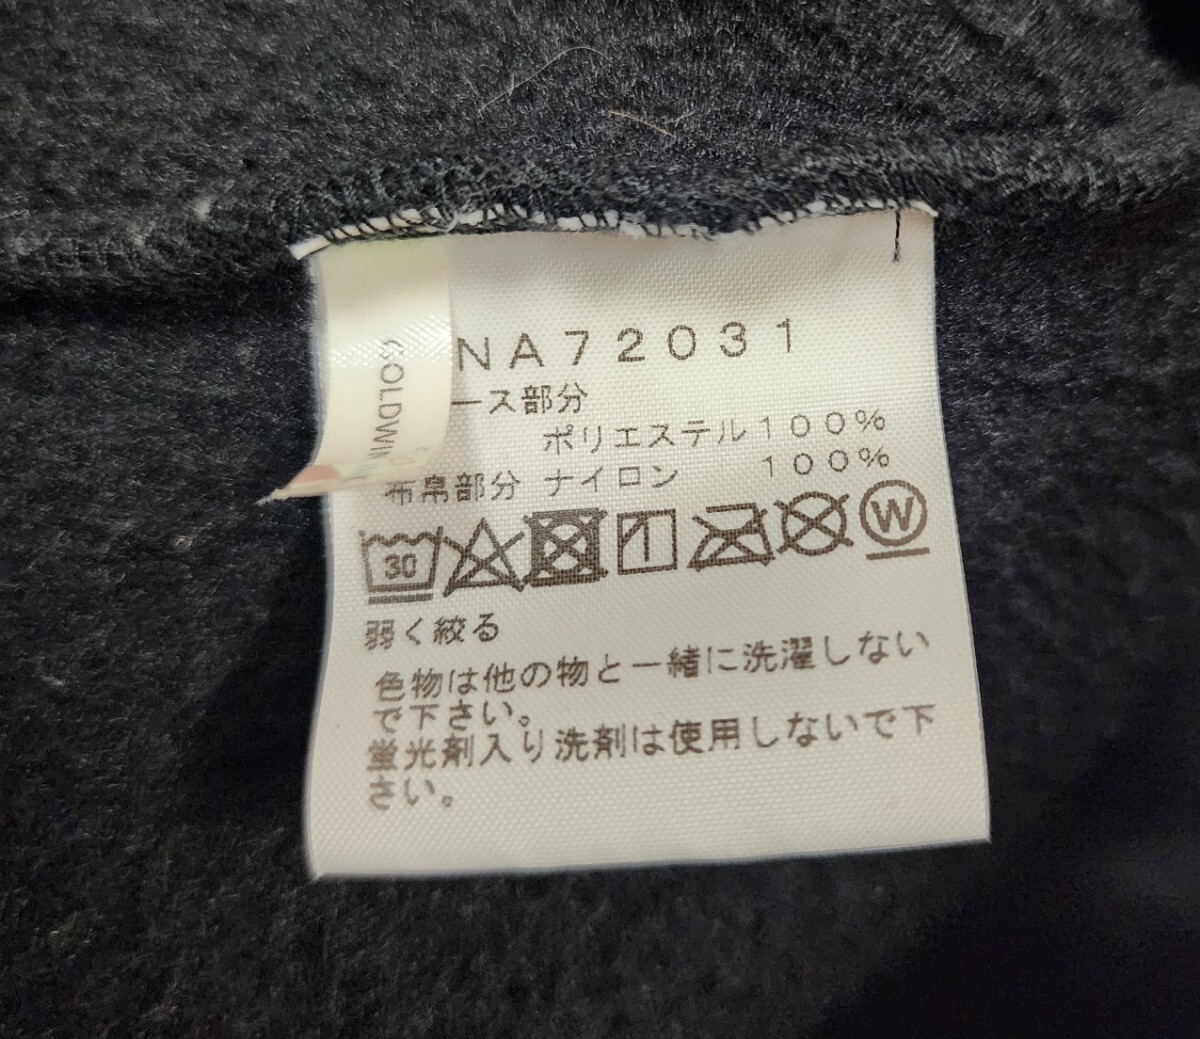 NA72031
ース部分
ポリエステル100%
布帛部分 ナイロン 100%
30 1 W
弱く絞る
色物は他の物と一緒に洗濯しない
で下さい。
蛍光剤入り洗剤は使用しないで下
さい。
GOLDWIN